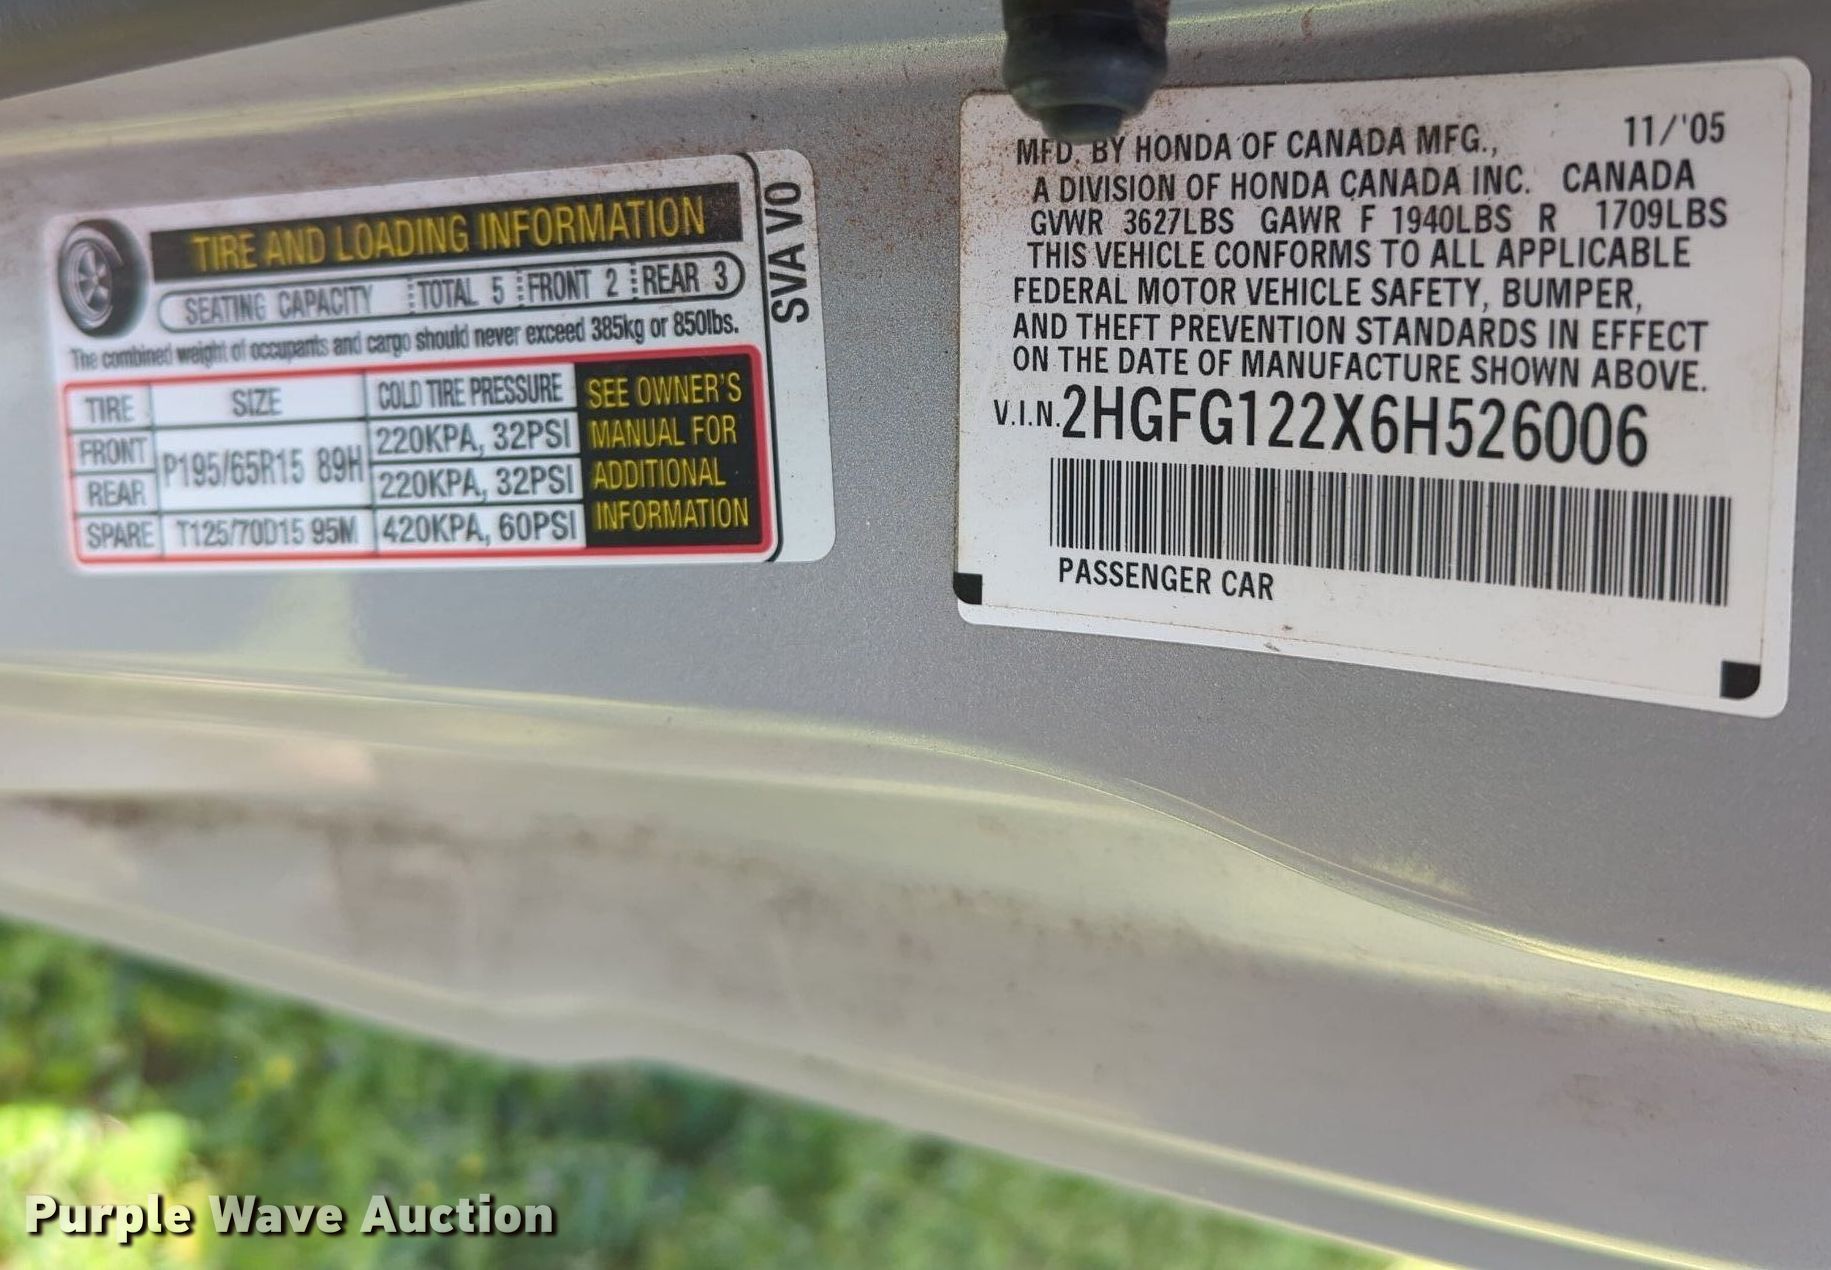 TIRE AND LOADING INFORMATION
SEATING CAPACITY TOTAL 5 FRONT 2 REAR 3
The combined weight of occupants and cargo should never exceed 385kg or 850lbs.
TIRE SIZE COLD TIRE PRESSURE
FRONT P195/65R15 89H 220KPA, 32PSI
REAR 220KPA, 32PSI
SPARE T125/70D15 95M 420KPA, 60PSI
SEE OWNER'S
MANUAL FOR
ADDITIONAL
INFORMATION
SVA V0
MFD. BY HONDA OF CANADA MFG., 11/'05
A DIVISION OF HONDA CANADA INC. CANADA
GVWR 3627LBS GAWR F 1940LBS R 1709LBS
THIS VEHICLE CONFORMS TO ALL APPLICABLE
FEDERAL MOTOR VEHICLE SAFETY, BUMPER,
AND THEFT PREVENTION STANDARDS IN EFFECT
ON THE DATE OF MANUFACTURE SHOWN ABOVE.
V.I.N. 2HGFG122X6H526006
PASSENGER CAR
Purple Wave Auction